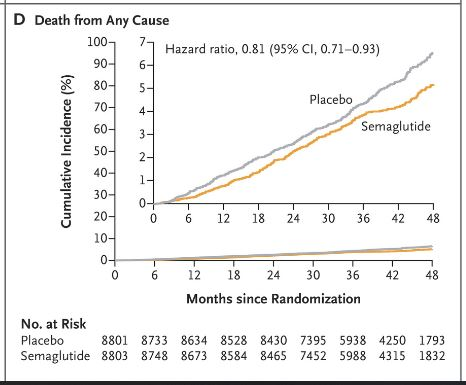 D Death from Any Cause
Cumulative Incidence (%)
100
90
80
70
60
50
40
30
20
10
0
7
6
5
4
3
2
1
0
Hazard ratio, 0.81 (95% CI, 0.71–0.93)
Placebo
Semaglutide
0 6 12 18 24 30 36 42 48
0 6 12 18 24 30 36 42 48
Months since Randomization
No. at Risk
Placebo 8801 8733 8634 8528 8430 7395 5938 4250 1793
Semaglutide 8803 8748 8673 8584 8465 7452 5988 4315 1832